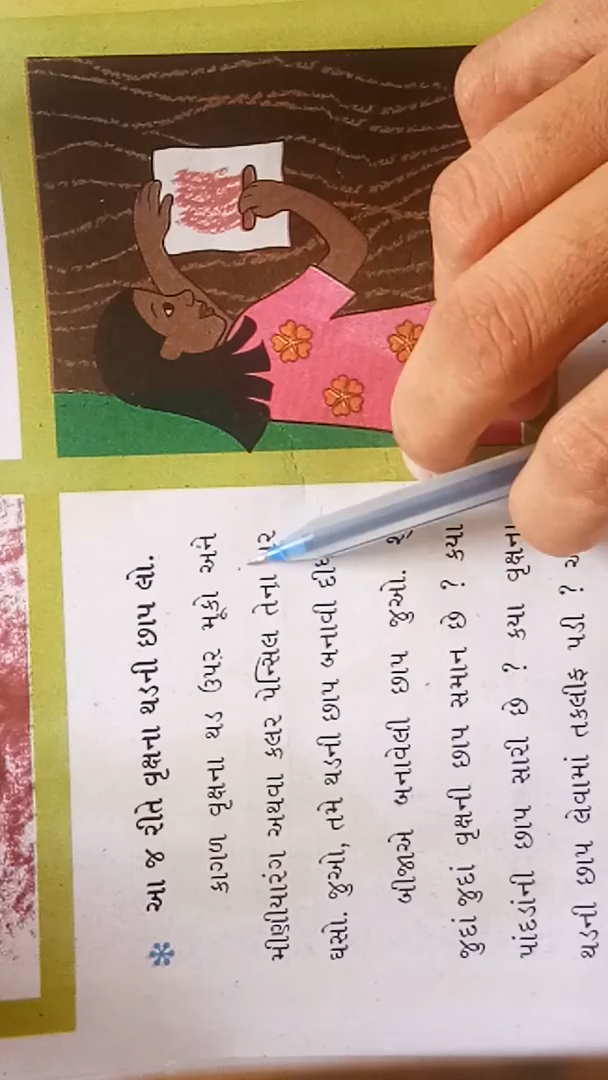 આ જ રીતે વૃક્ષના થડની છાપ લો.
કાગળ વૃક્ષના થડ ઉપર મૂકો અને
મીણીયારંગ અથવા કલર પેન્સિલ તેના
ઘસો. જુઓ, તમે થડની છાપ બનાવી
બીજાએ બનાવેલી છાપ જુઓ.
જુદાં જુદાં વૃક્ષની છાપ સમાન છે ? કયા
પાંદડાંની છાપ સારી છે ? કયા વૃક્ષના
થડની છાપ લેવામાં તકલીફ પડી ?